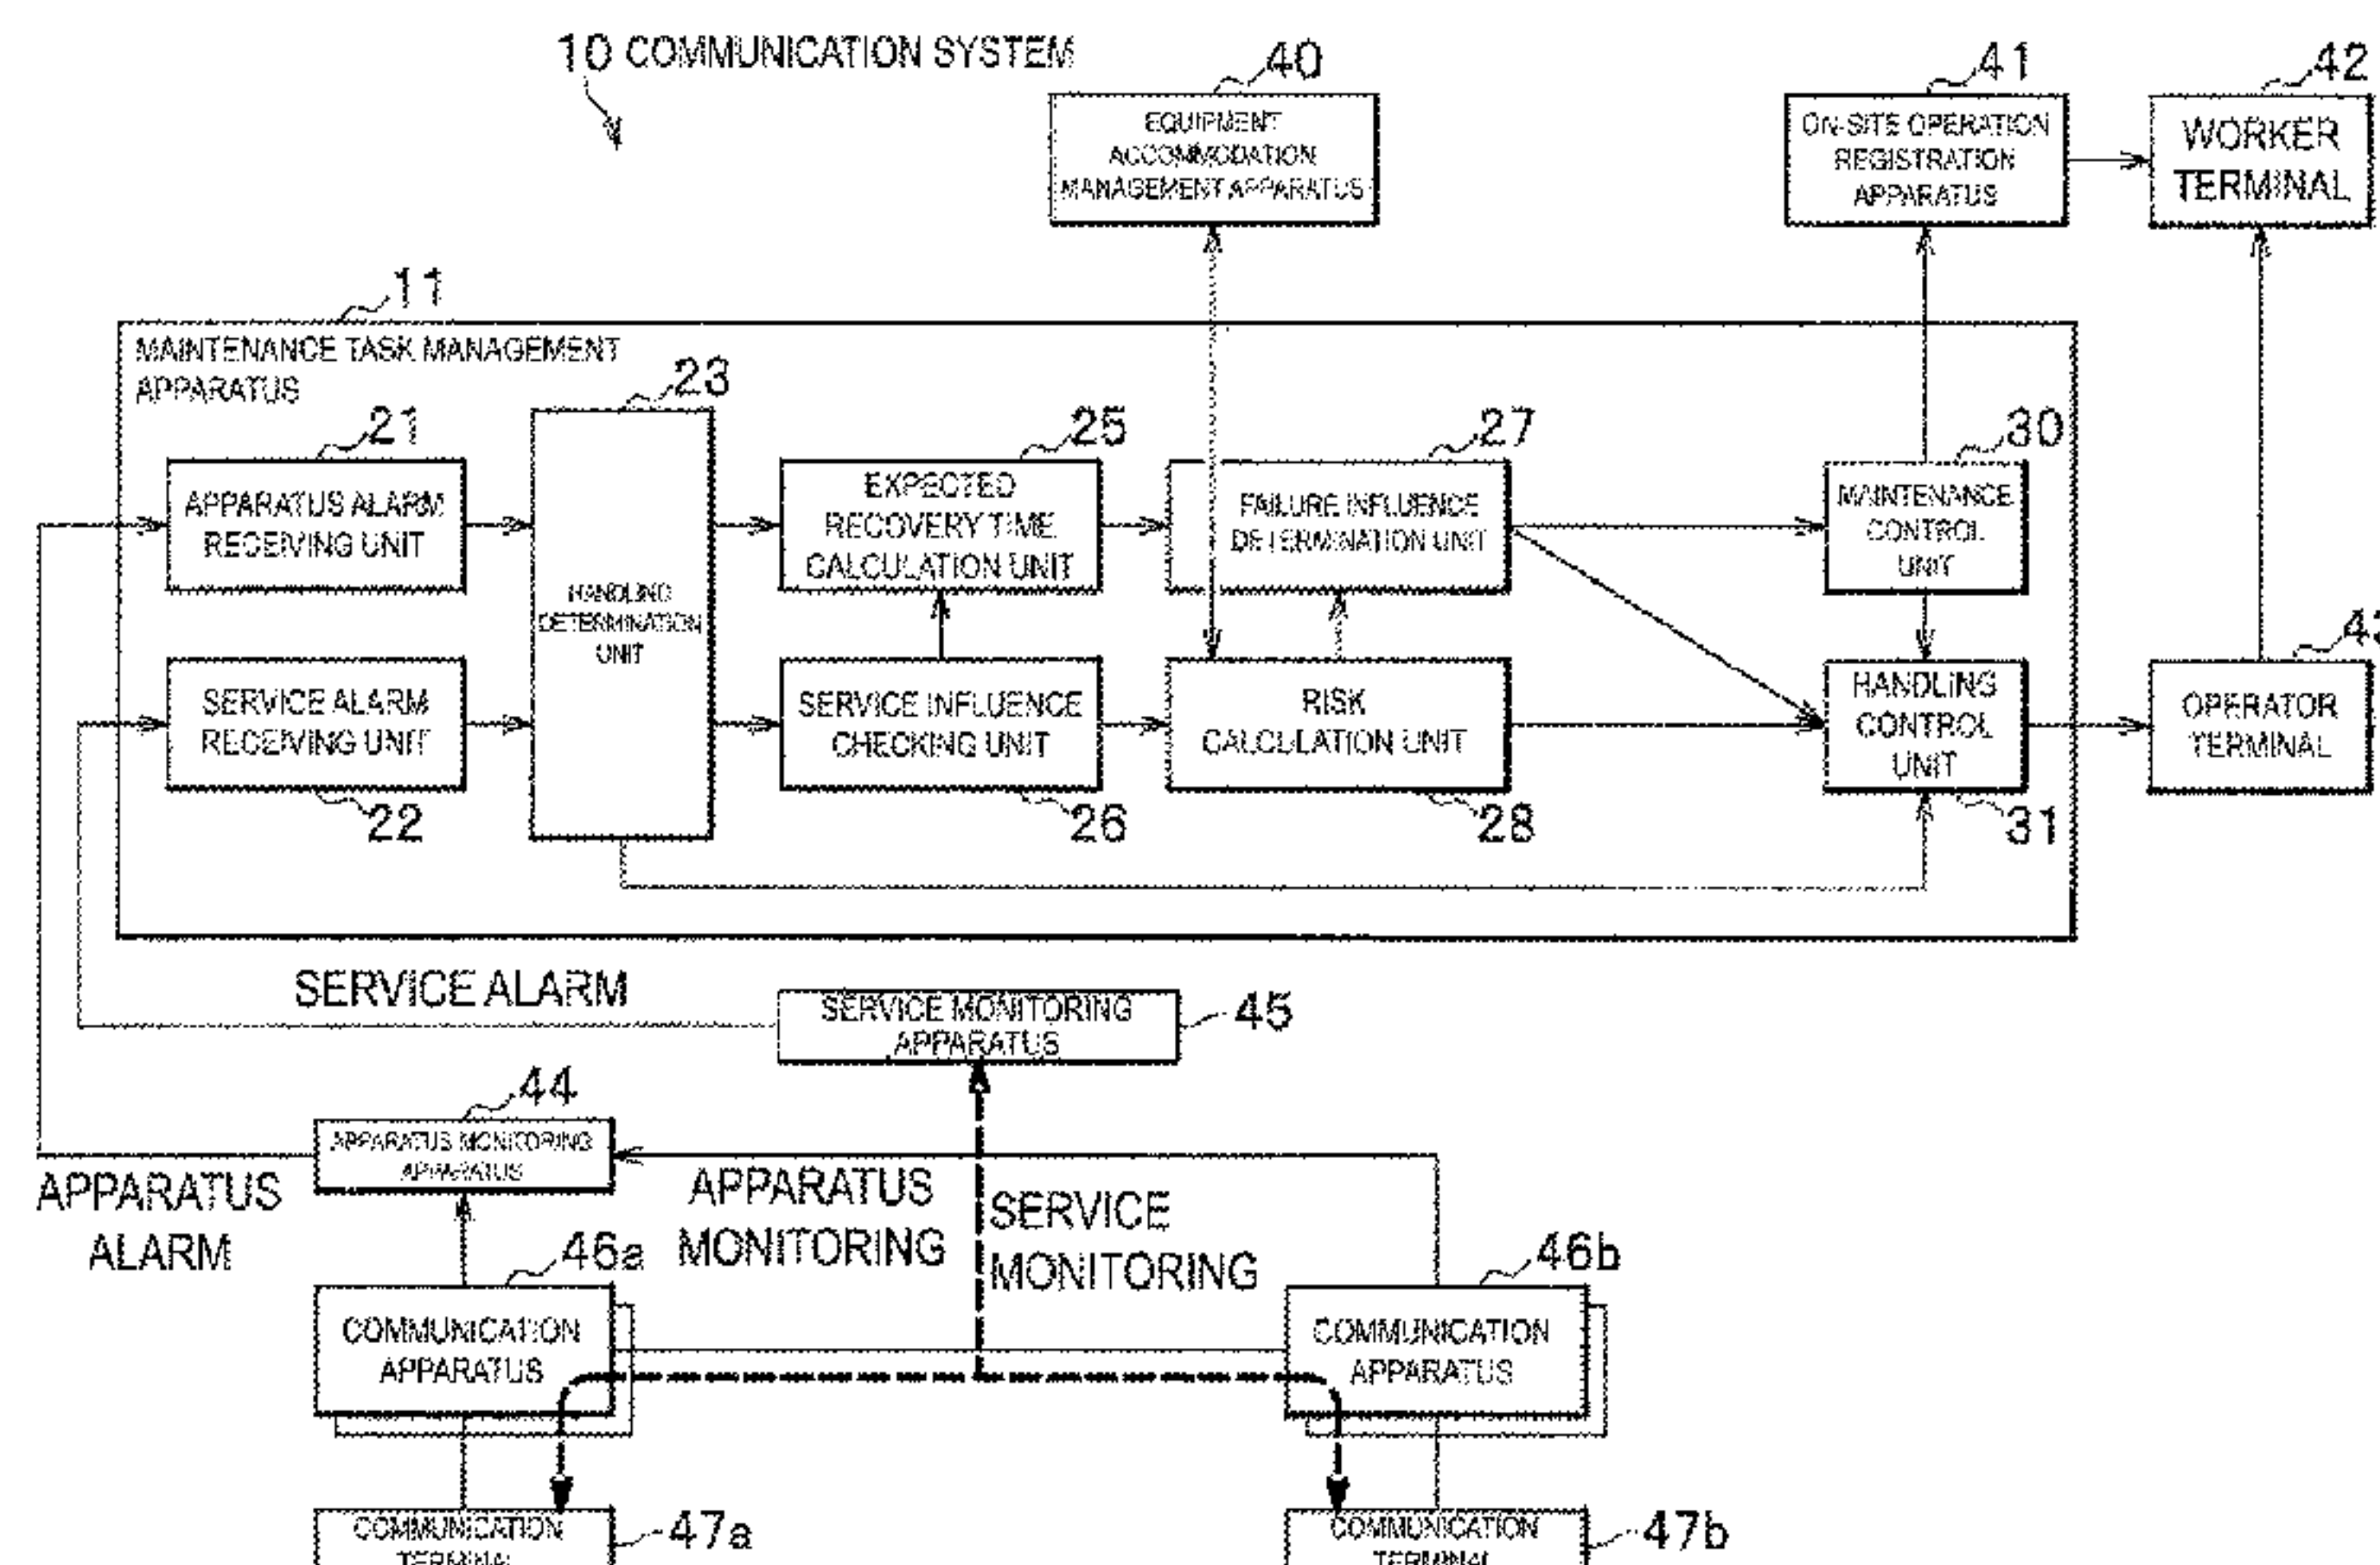 10 COMMUNICATION SYSTEM
40
EQUIPMENT
ACCOMMODATION
MANAGEMENT APPARATUS
41
ON-SITE OPERATION
REGISTRATION
APPARATUS
42
WORKER
TERMINAL
11
MAINTENANCE TASK MANAGEMENT
APPARATUS
21
APPARATUS ALARM
RECEIVING UNIT
23
HANDLING
DETERMINATION
UNIT
25
EXPECTED
RECOVERY TIME
CALCULATION UNIT
27
FAILURE INFLUENCE
DETERMINATION UNIT
30
MAINTENANCE
CONTROL
UNIT
SERVICE ALARM
RECEIVING UNIT
22
SERVICE INFLUENCE
CHECKING UNIT
26
RISK
CALCULATION UNIT
28
HANDLING
CONTROL
UNIT
31
43
OPERATOR
TERMINAL
SERVICE ALARM
SERVICE MONITORING
APPARATUS
45
44
APPARATUS MONITORING
APPARATUS
APPARATUS
ALARM
APPARATUS
MONITORING
SERVICE
MONITORING
46a
COMMUNICATION
APPARATUS
46b
COMMUNICATION
APPARATUS
COMMUNICATION
TERMINAL
47a
COMMUNICATION
TERMINAL
47b